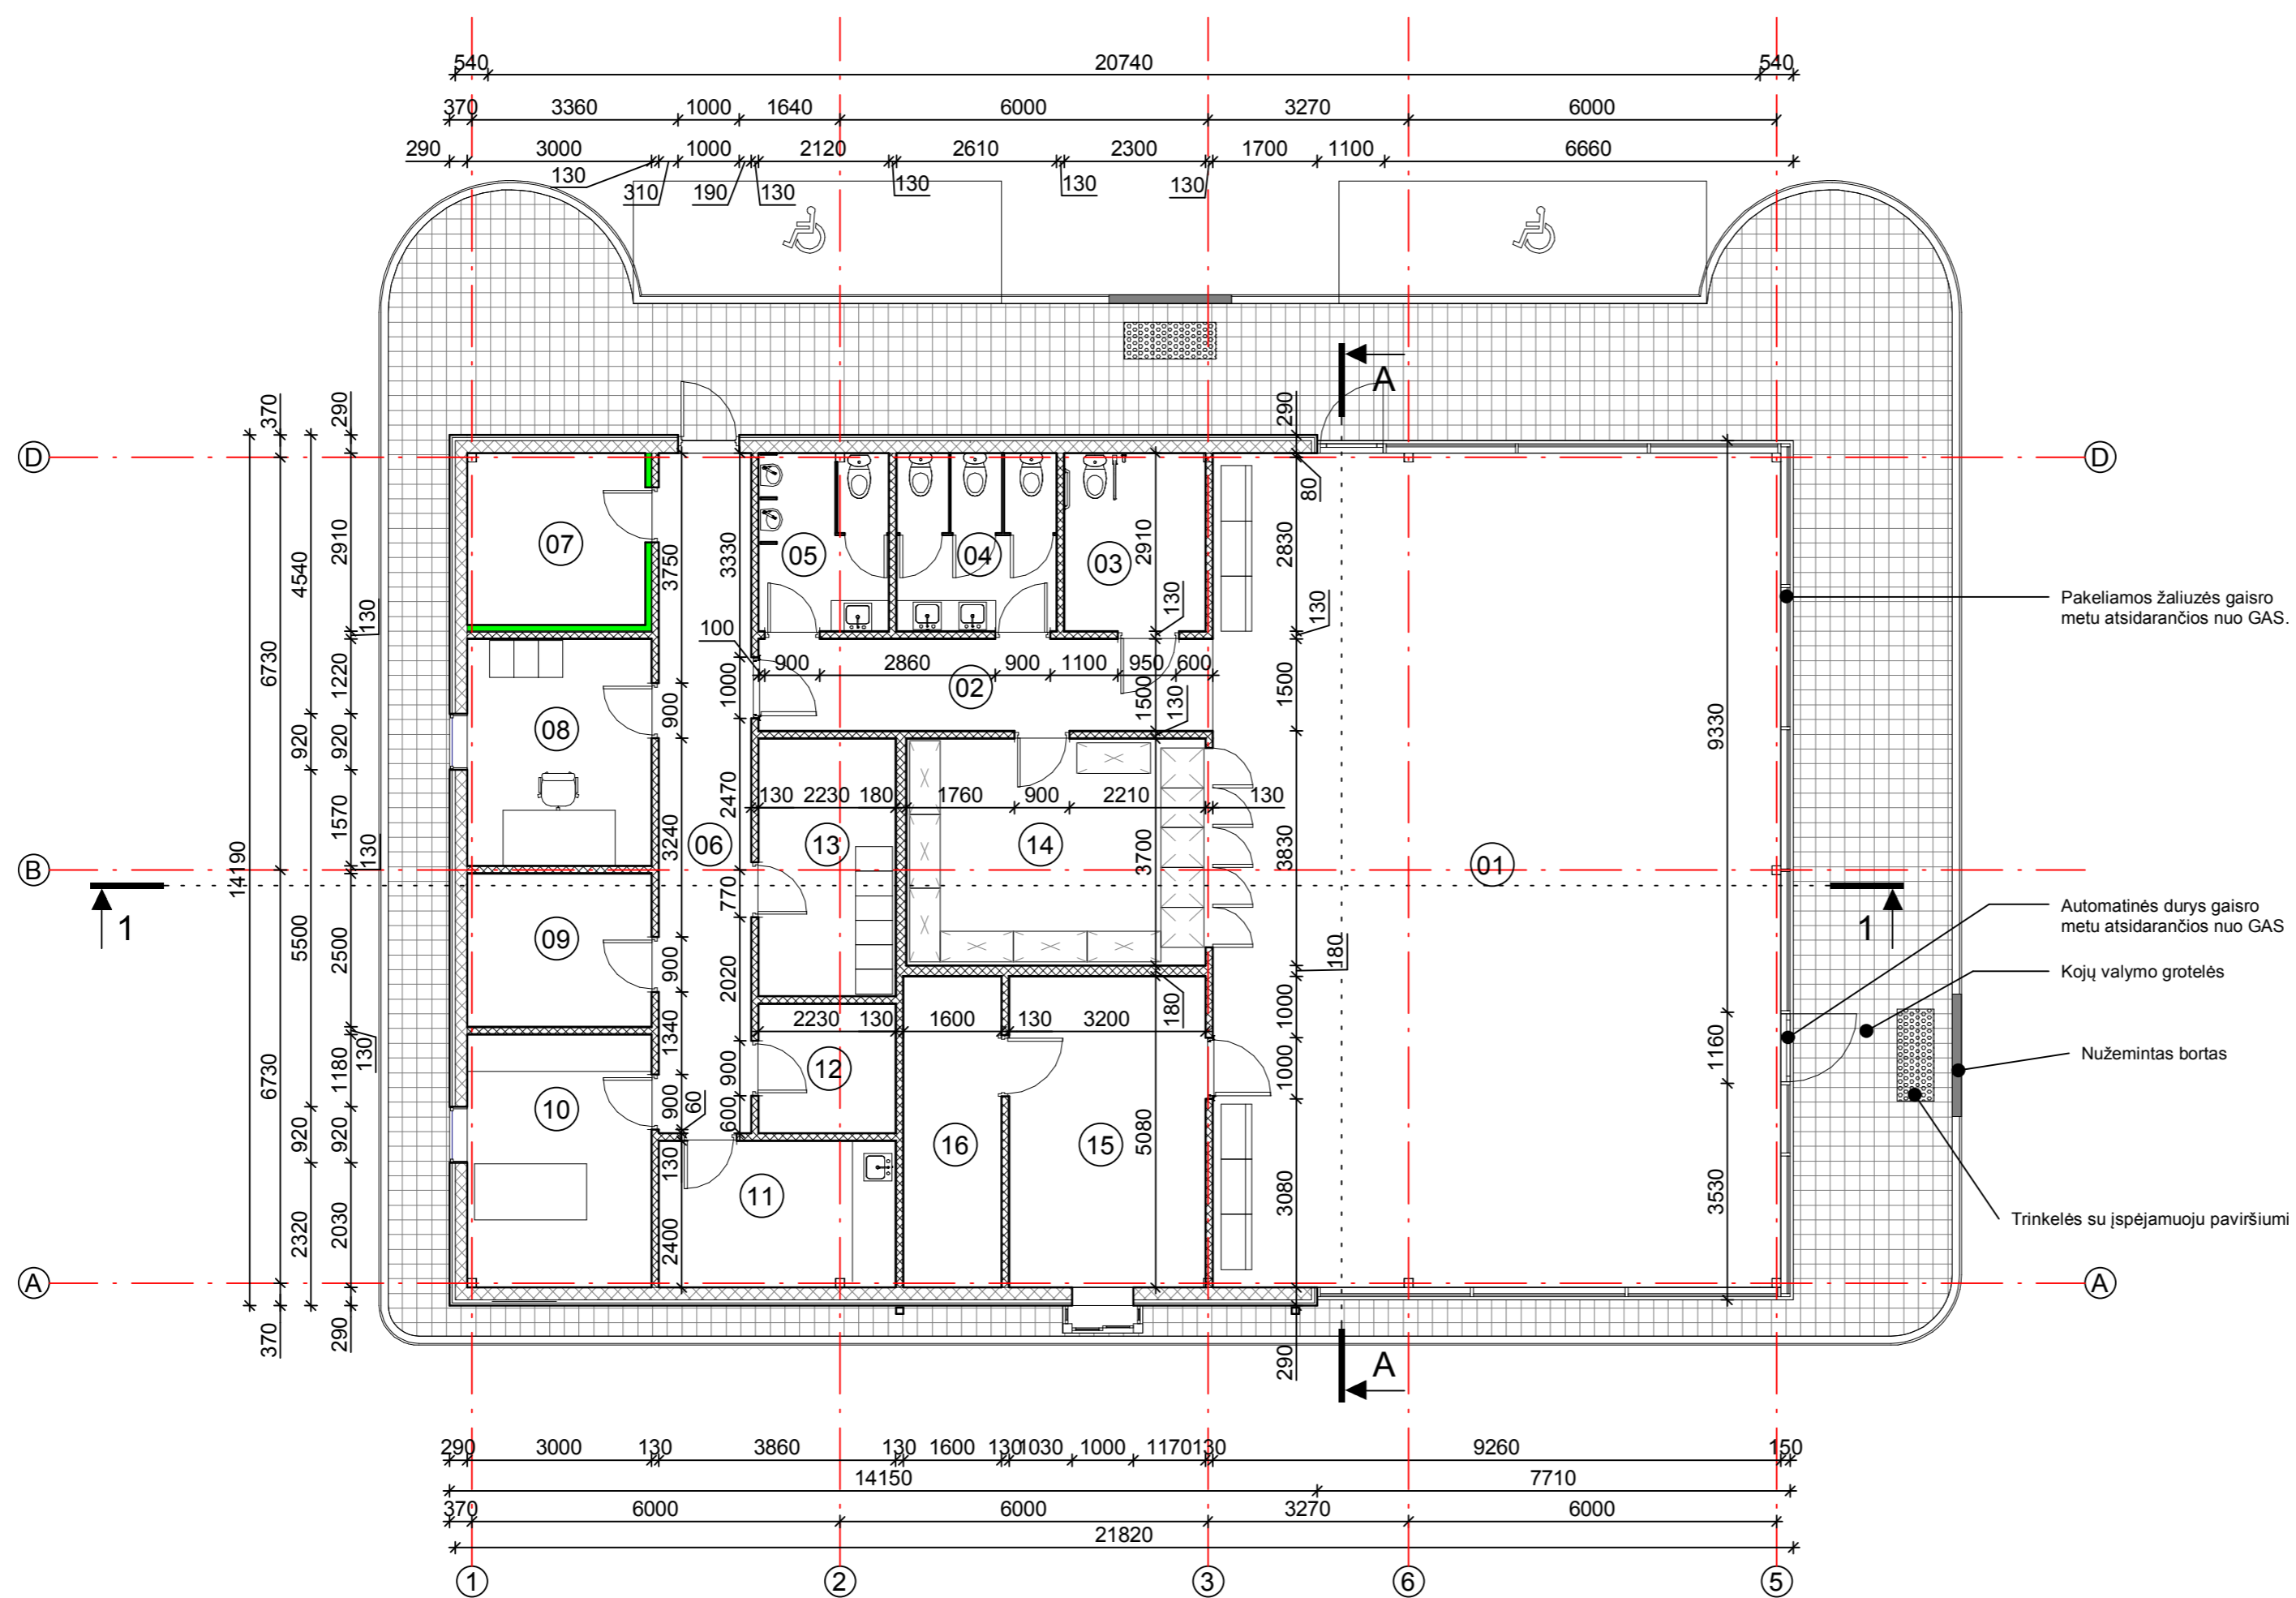 540 20740 540
370 3360 1000 1640 6000 3270 6000
290 3000 1000 2120 2610 2300 1700 1100 6660
130 310 190 130 130 130 130
A
D D
370 290 290 80
07 05 04 03
4540 2910 3750 3330 2910 2830
130 130 130
Pakeliamos žaliuzės gaisro
metu atsidarančios nuo GAS.
6730 1220 100 900 2860 900 1100 950 600
900 1000 02 1500 130 1500
08
920 920 9330
14190 1570 3240 2470 130 2230 180 1760 900 2210 130
130 06 13 14 3700 3830 01
B B
1 1
5500 2500 09 900 770 2020 180 180
Automatinės durys gaisro
metu atsidarančios nuo GAS
Kojų valymo grotelės
130 1340 2230 130 1600 130 3200 1000 1160
6730 1180 900 60 900 12 1000
Nužemintas bortas
10 600
920 920 130 16 15 5080
11
2320 2030 2400 3080 3530
Trinkelės su įspėjamuoju paviršiumi
A A
370 290 290 A
290 3000 130 3860 130 1600 130 1030 1000 1170 130 9260 150
14150 7710
370 6000 6000 3270 6000
21820
1 2 3 6 5